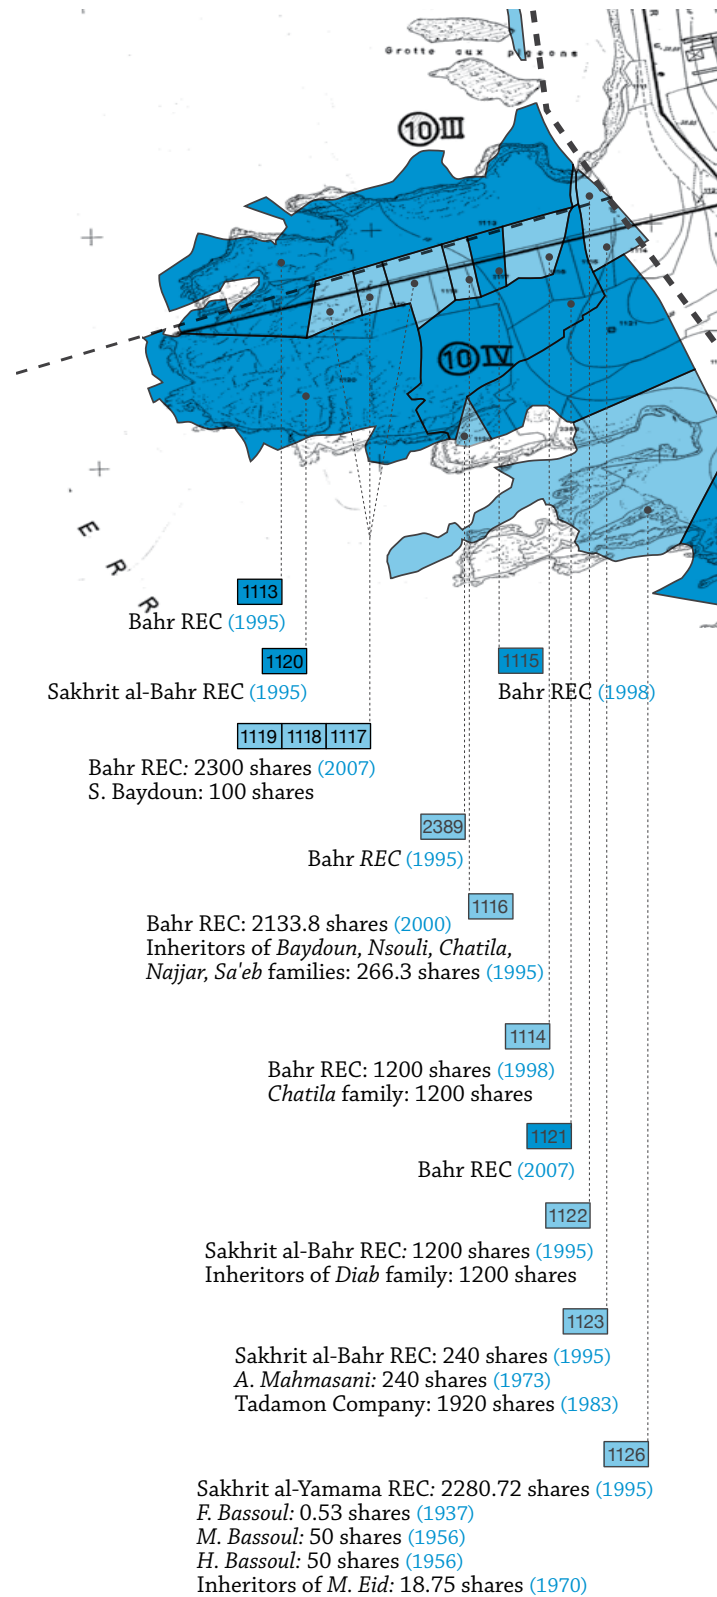 Grotte aux pigeons
10 III
1113
10 IV
1121
1120
E R R
1113
Bahr REC (1995)
1120
Sakhrit al-Bahr REC (1995)
1115
Bahr REC (1998)
1119 1118 1117
Bahr REC: 2300 shares (2007)
S. Baydoun: 100 shares
2389
Bahr REC (1995)
1116
Bahr REC: 2133.8 shares (2000)
Inheritors of Baydoun, Nsouli, Chatila,
Najjar, Sa'eb families: 266.3 shares (1995)
1114
Bahr REC: 1200 shares (1998)
Chatila family: 1200 shares
1121
Bahr REC (2007)
1122
Sakhrit al-Bahr REC: 1200 shares (1995)
Inheritors of Diab family: 1200 shares
1123
Sakhrit al-Bahr REC: 240 shares (1995)
A. Mahmasani: 240 shares (1973)
Tadamon Company: 1920 shares (1983)
1126
Sakhrit al-Yamama REC: 2280.72 shares (1995)
F. Bassoul: 0.53 shares (1937)
M. Bassoul: 50 shares (1956)
H. Bassoul: 50 shares (1956)
Inheritors of M. Eid: 18.75 shares (1970)